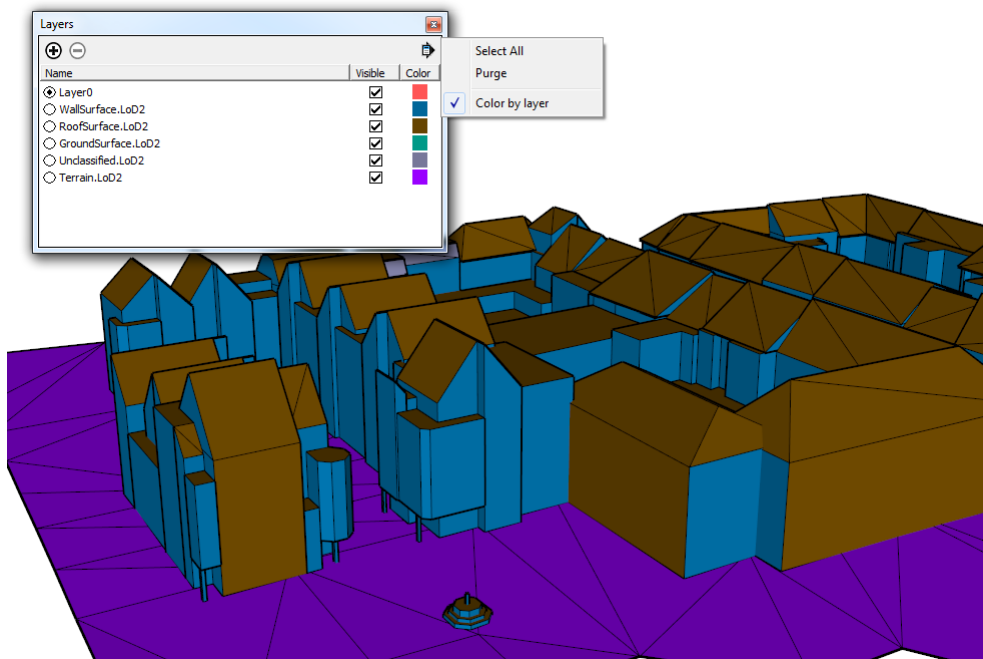 Layers
Select All
Purge
Color by layer
Name Visible Color
Layer0
WallSurface.LoD2
RoofSurface.LoD2
GroundSurface.LoD2
Unclassified.LoD2
Terrain.LoD2